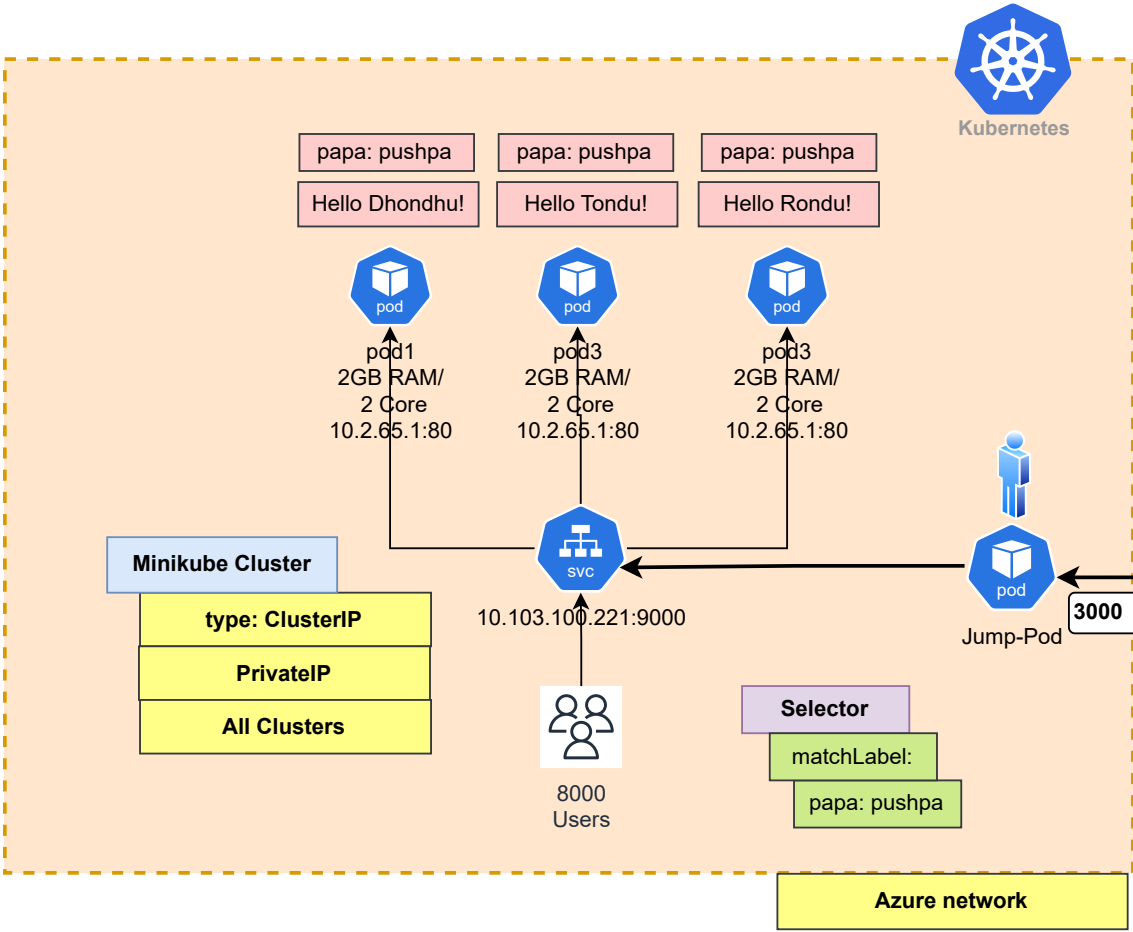 Kubernetes
papa: pushpa
papa: pushpa
papa: pushpa
Hello Dhondhu!
Hello Tondu!
Hello Rondu!
pod
pod
pod
pod1
2GB RAM/
2 Core
10.2.65.1:80
pod3
2GB RAM/
2 Core
10.2.65.1:80
pod3
2GB RAM/
2 Core
10.2.65.1:80
svc
10.103.100.221:9000
pod
Jump-Pod
3000
Minikube Cluster
type: ClusterIP
PrivateIP
All Clusters
8000
Users
Selector
matchLabel:
papa: pushpa
Azure network